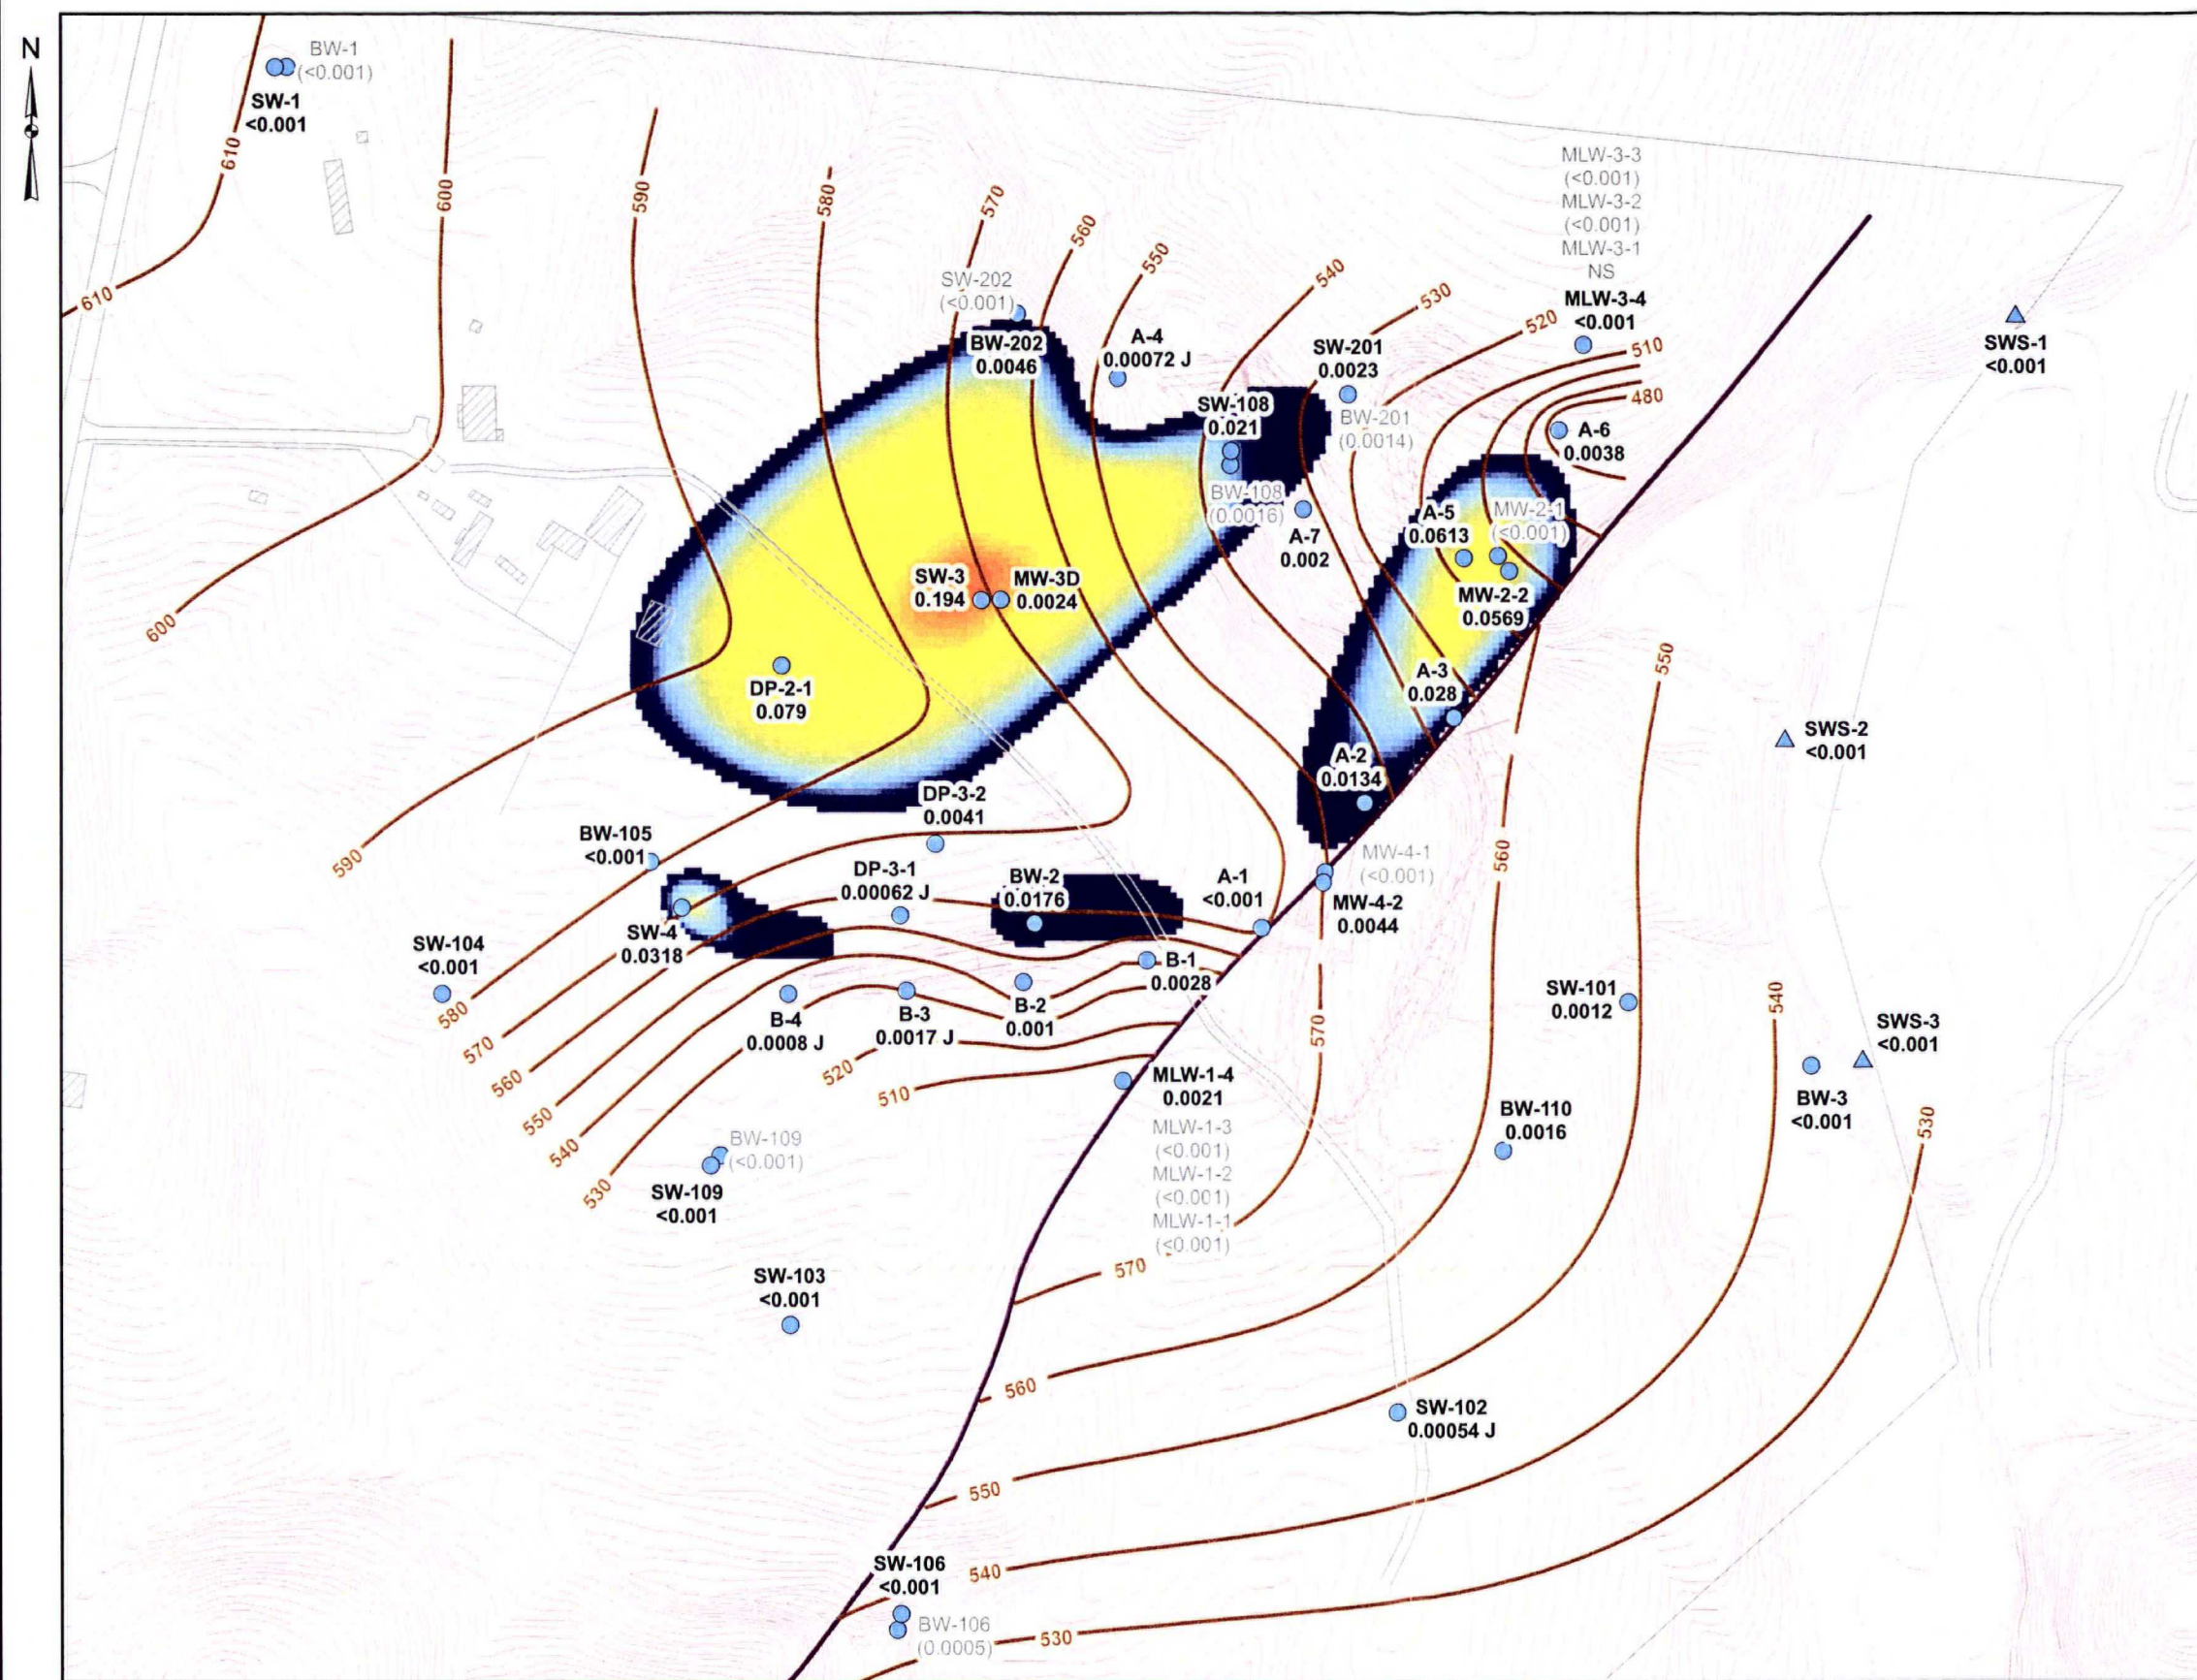 N
BW-1
(<0.001)
SW-1
<0.001
610
610
600
600
590
590
580
580
570
570
560
560
550
550
540
540
530
530
520
520
510
510
480
MLW-3-3
(<0.001)
MLW-3-2
(<0.001)
MLW-3-1
NS
MLW-3-4
<0.001
SWS-1
<0.001
SW-202
(<0.001)
BW-202
0.0046
A-4
0.00072 J
SW-201
0.0023
BW-201
(0.0014)
SW-108
0.021
BW-108
(0.0016)
A-7
0.002
A-6
0.0038
A-5
0.0613
MW-2-1
(<0.001)
MW-2-2
0.0569
SW-3
0.194
MW-3D
0.0024
DP-2-1
0.079
A-3
0.028
A-2
0.0134
SWS-2
<0.001
DP-3-2
0.0041
BW-105
<0.001
DP-3-1
0.00062 J
BW-2
0.0176
A-1
<0.001
MW-4-1
(<0.001)
MW-4-2
0.0044
SW-4
0.0318
SW-104
<0.001
B-1
0.0028
B-2
0.001
B-3
0.0017 J
B-4
0.0008 J
550
560
570
540
530
SW-101
0.0012
SWS-3
<0.001
BW-3
<0.001
BW-110
0.0016
MLW-1-4
0.0021
MLW-1-3
(<0.001)
MLW-1-2
(<0.001)
MLW-1-1
(<0.001)
BW-109
(<0.001)
SW-109
<0.001
SW-103
<0.001
570
560
SW-102
0.00054 J
550
540
SW-106
<0.001
BW-106
(0.0005)
530